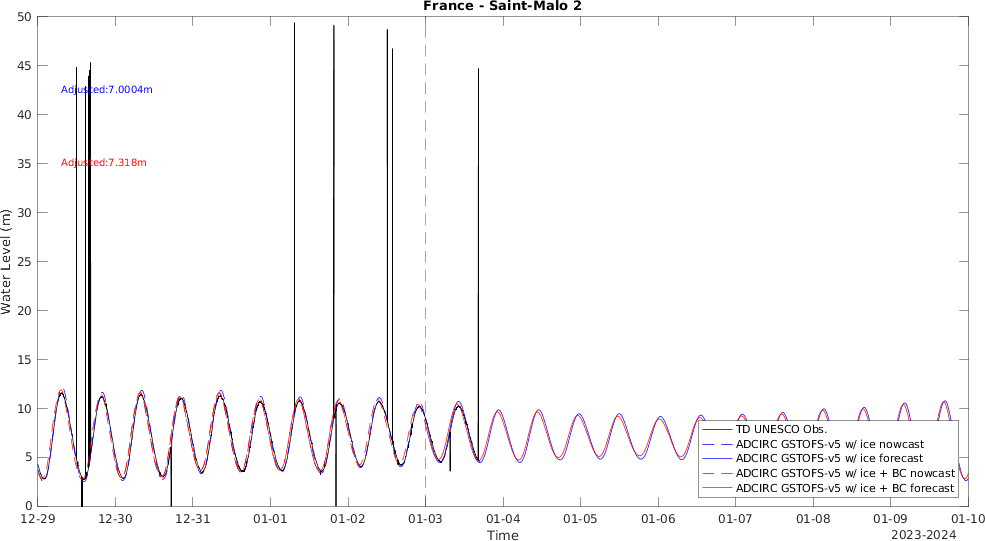 France - Saint-Malo 2
50
45
40
35
30
25
20
15
10
5
0
Water Level (m)
Adjusted:7.0004m
Adjusted:7.318m
TD UNESCO Obs.
ADCIRC GSTOFS-v5 w/ ice nowcast
ADCIRC GSTOFS-v5 w/ ice forecast
ADCIRC GSTOFS-v5 w/ ice + BC nowcast
ADCIRC GSTOFS-v5 w/ ice + BC forecast
12-29 12-30 12-31 01-01 01-02 01-03 01-04 01-05 01-06 01-07 01-08 01-09 01-10
Time
2023-2024